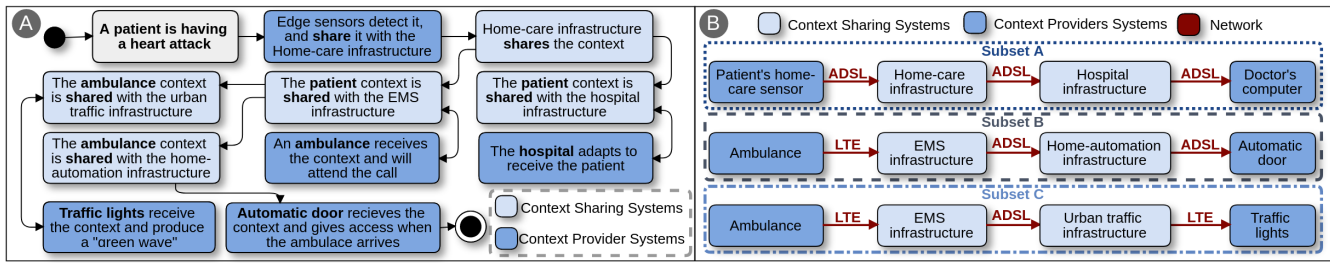 A
A patient is having
a heart attack
Edge sensors detect it,
and share it with the
Home-care infrastructure
Home-care infrastructure
shares the context
The ambulance context
is shared with the urban
traffic infrastructure
The patient context is
shared with the EMS
infrastructure
The patient context is
shared with the hospital
infrastructure
The ambulance context
is shared with the home-
automation infrastructure
An ambulance receives
the context and will
attend the call
The hospital adapts to
receive the patient
Traffic lights receive
the context and produce
a "green wave"
Automatic door recieves the
context and gives access when
the ambulace arrives
Context Sharing Systems
Context Provider Systems
B
Context Sharing Systems
Context Providers Systems
Network
Subset A
Patient's home-
care sensor
ADSL
Home-care
infrastructure
ADSL
Hospital
infrastructure
ADSL
Doctor's
computer
Subset B
Ambulance
LTE
EMS
infrastructure
ADSL
Home-automation
infrastructure
ADSL
Automatic
door
Subset C
Ambulance
LTE
EMS
infrastructure
ADSL
Urban traffic
infrastructure
LTE
Traffic
lights